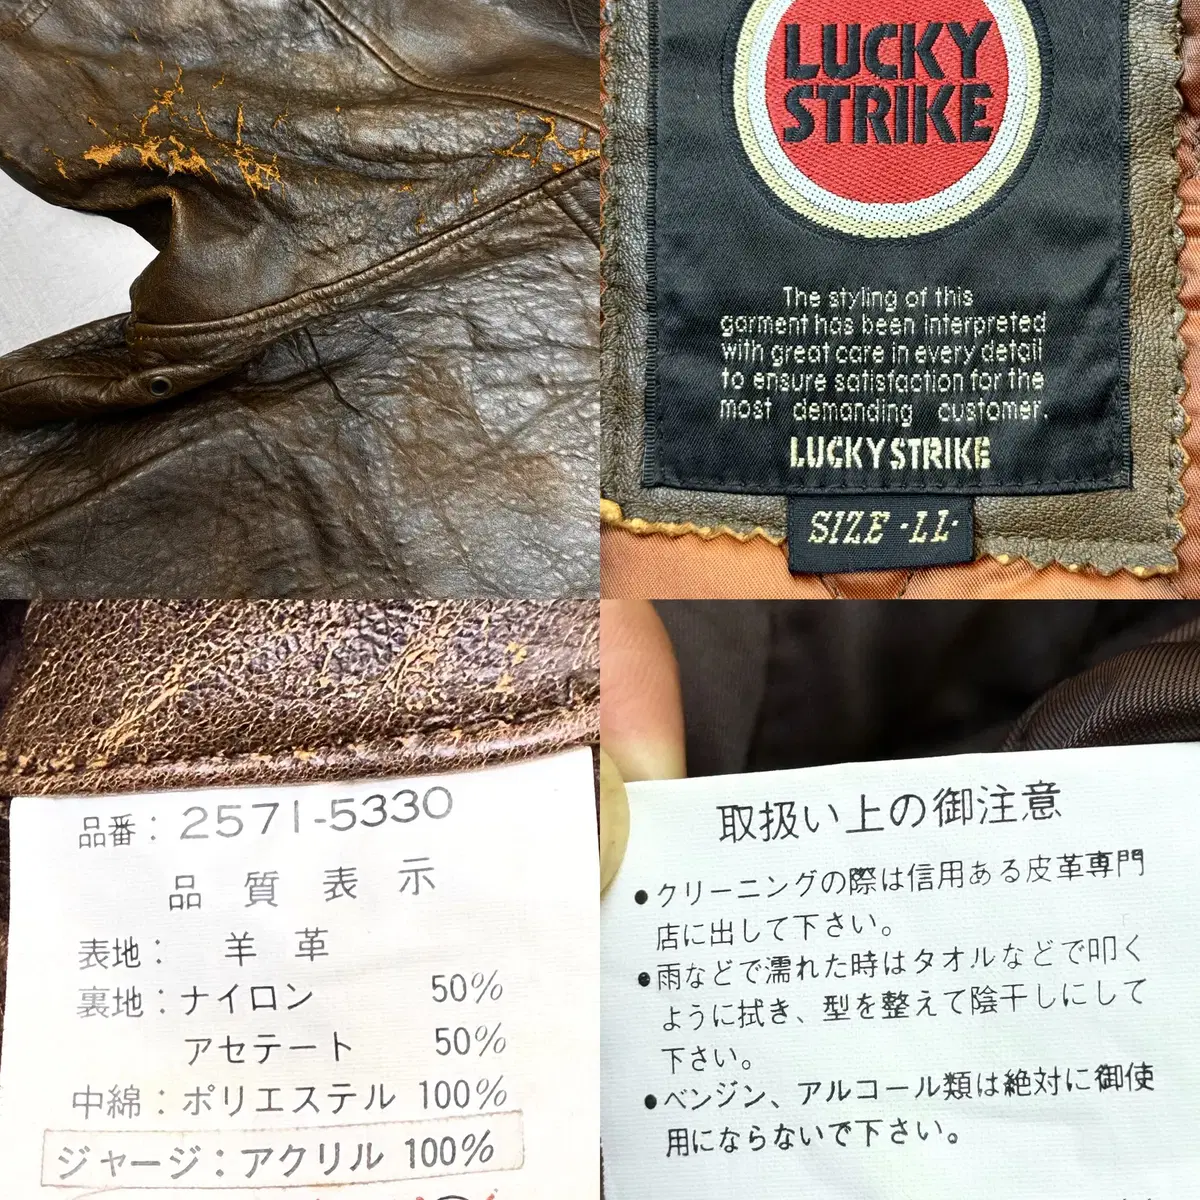 LUCKY
STRIKE
The styling of this
garment has been interpreted
with great care in every detail
to ensure satisfaction for the
most demanding customer.
LUCKY STRIKE
SIZE ·LL·
品番：2571-5330
品質表示
表地：羊革
裏地：ナイロン 50%
アセテート 50%
中綿：ポリエステル 100%
ジャージ：アクリル 100%
取扱い上の御注意
●クリーニングの際は信用ある皮革専門
店に出して下さい。
●雨などで濡れた時はタオルなどで叩く
ように拭き、型を整えて陰干しにして
下さい。
●ベンジン、アルコール類は絶対に御使
用にならないで下さい。